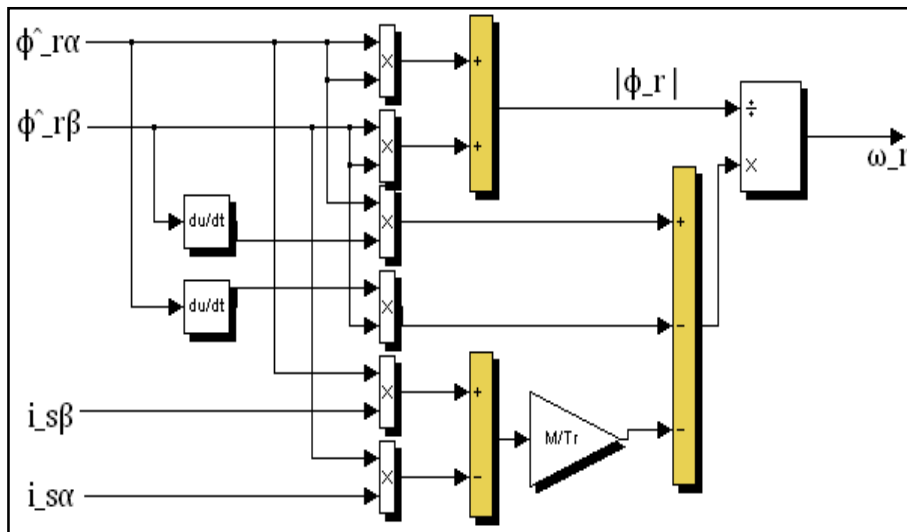 ϕ^_rα
ϕ^_rβ
du/dt
du/dt
i_sβ
i_sα
×
×
×
×
×
×
+
+
|ϕ_r|
+
-
-
+
-
M/Tr
÷
×
ω_r